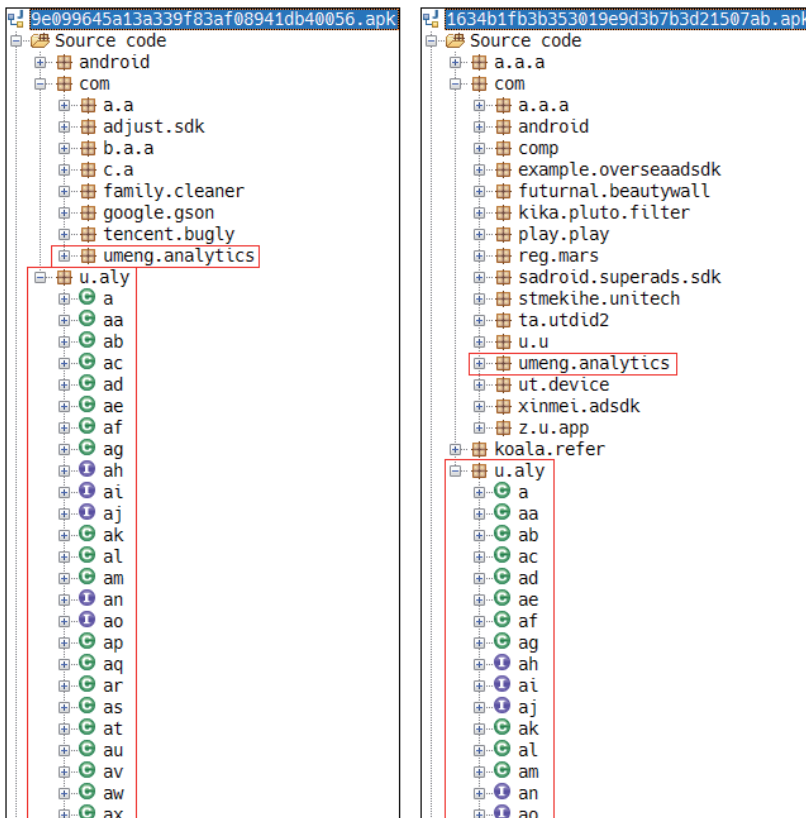 9e099645a13a339f83af08941db40056.apk
Source code
android
com
a.a
adjust.sdk
b.a.a
c.a
family.cleaner
google.gson
tencent.bugly
umeng.analytics
u.aly
C a
C aa
C ab
C ac
C ad
C ae
C af
C ag
I ah
I ai
I aj
C ak
C al
C am
I an
I ao
C ap
C aq
C ar
C as
C at
C au
C av
C aw
C ax
1634b1fb3b353019e9d3b7b3d21507ab.apk
Source code
a.a.a
com
a.a.a
android
comp
example.overseaadsdk
futurnal.beautywall
kika.pluto.filter
play.play
reg.mars
sadroid.superads.sdk
stmekihe.unitech
ta.utdid2
u.u
umeng.analytics
ut.device
xinmei.adsdk
z.u.app
koala.refer
u.aly
C a
C aa
C ab
C ac
C ad
C ae
C af
C ag
I ah
I ai
I aj
C ak
C al
C am
I an
I ao